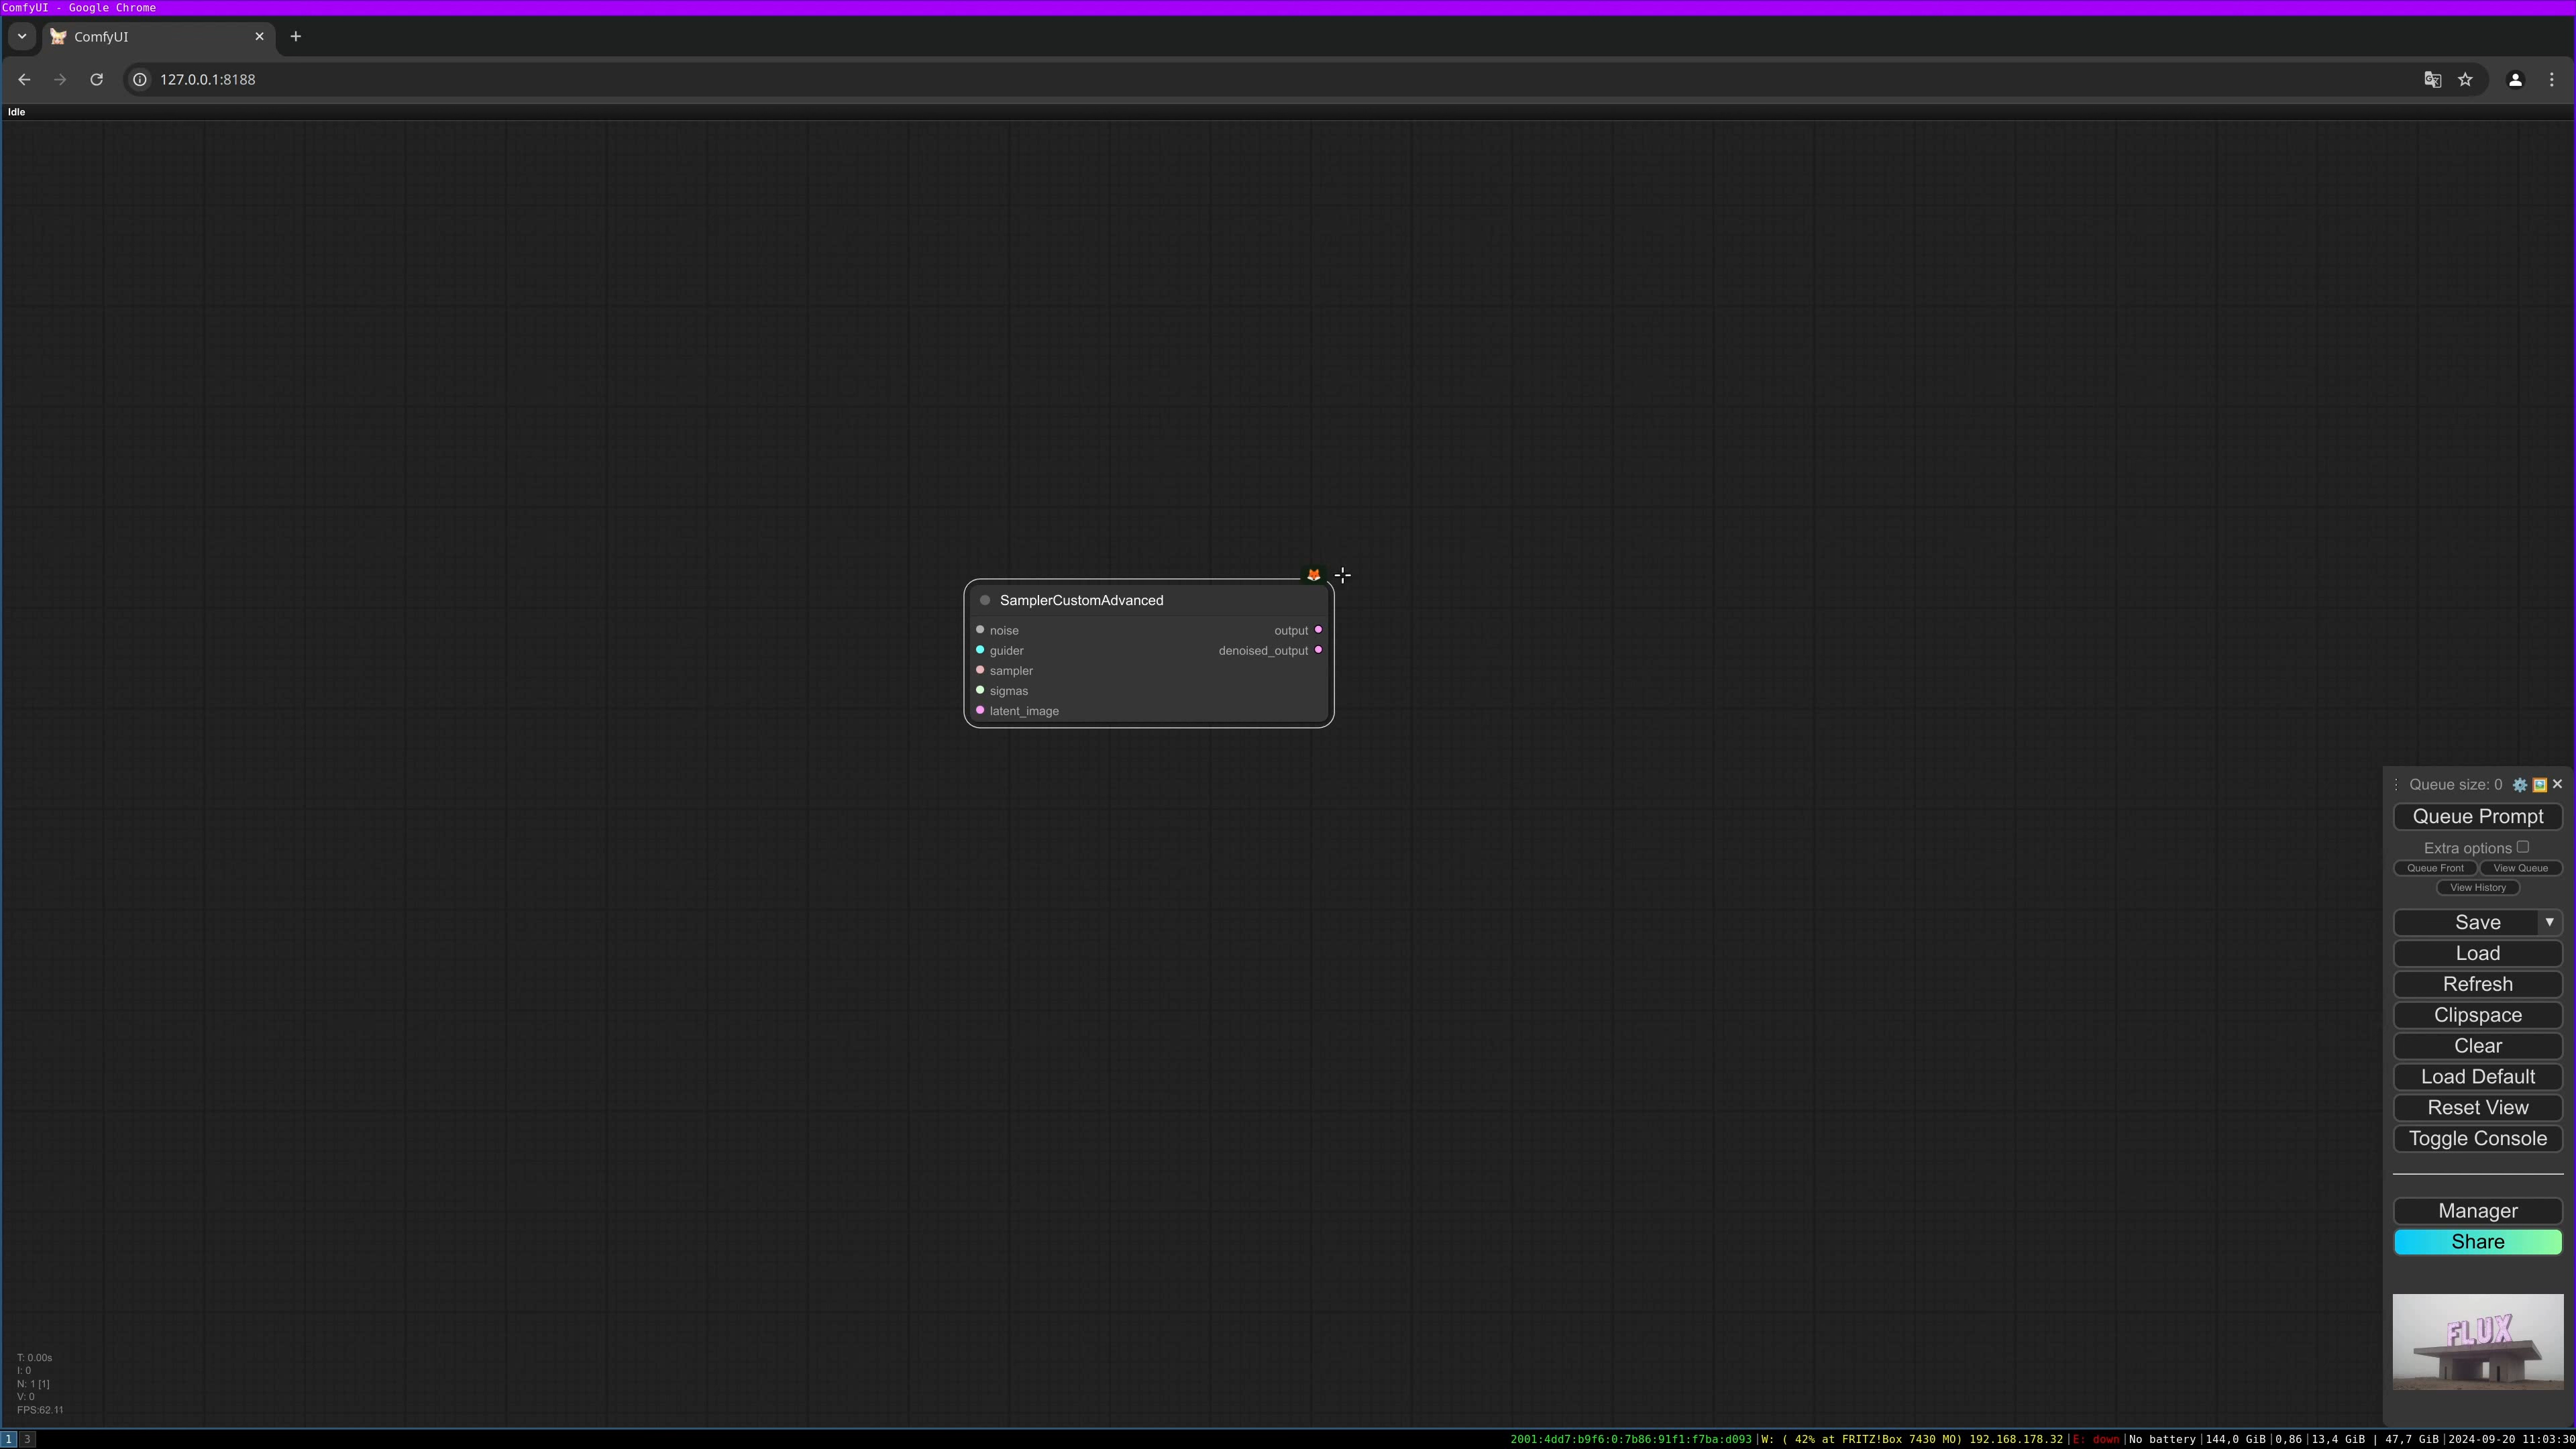 ComfyUI - Google Chrome
ComfyUI
127.0.0.1:8188
Idle
SamplerCustomAdvanced
noise output
guider denoised_output
sampler
sigmas
latent_image
Queue size: 0
Queue Prompt
Extra options
Queue Front View Queue
View History
Save
Load
Refresh
Clipspace
Clear
Load Default
Reset View
Toggle Console
Manager
Share
FLUX
T: 0.00s
I: 0
N: 1 [1]
V: 0
FPS:62.11
1 3 2001:4dd7:b9f6:0:7b86:91f1:f7ba:d093|W: ( 42% at FRITZ!Box 7430 MO) 192.168.178.32|E: down|No battery|144,0 GiB|0,86|13,4 GiB | 47,7 GiB|2024-09-20 11:03:3